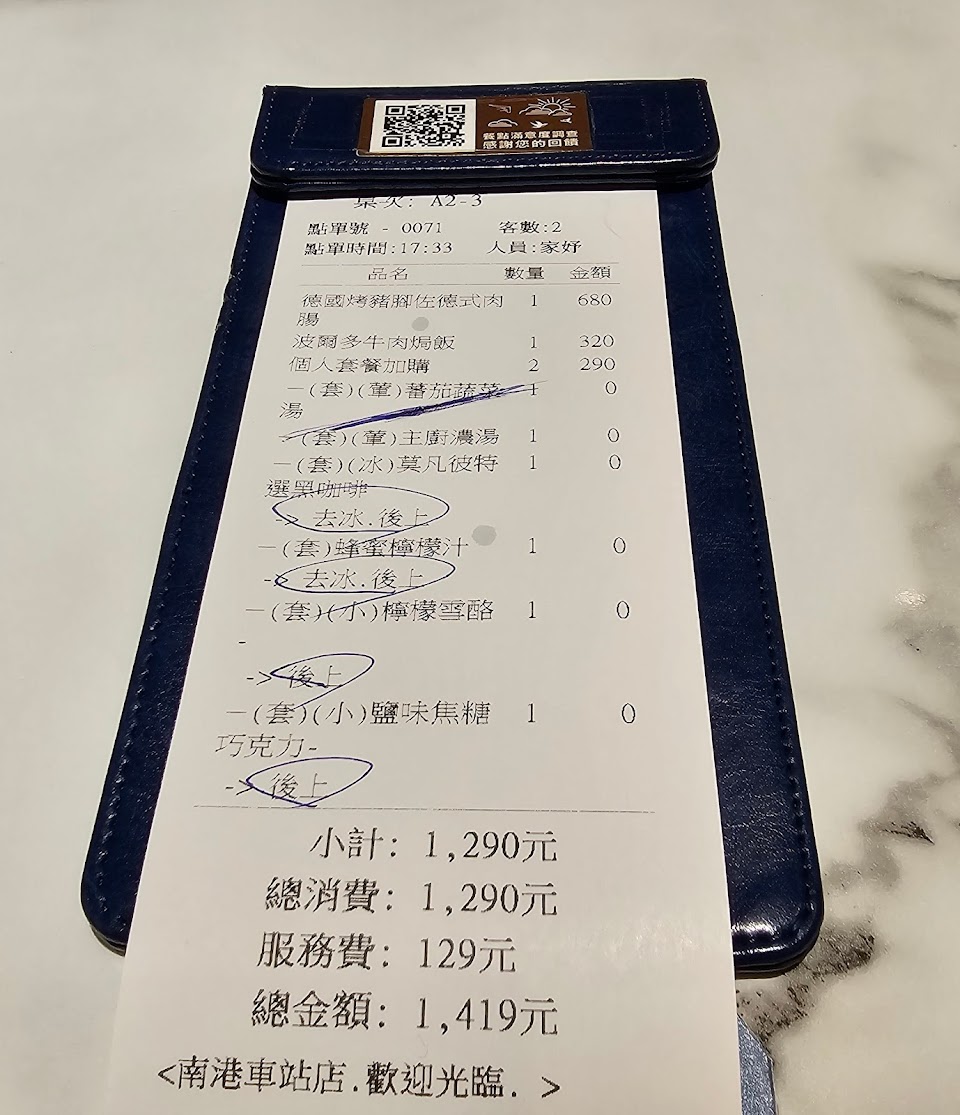 餐點滿意度調查
感謝您的回饋
桌次: A2-3
點單號 - 0071 客數:2
點單時間:17:33 人員:家妤
品名 數量 金額
德國烤豬腳佐德式肉 1 680
腸
波爾多牛肉焗飯 1 320
個人套餐加購 2 290
-(套)(葷)蕃茄蔬菜 1 0
湯
-(套)(葷)主廚濃湯 1 0
-(套)(冰)莫凡彼特 1 0
選黑咖啡
-> 去冰.後上
-(套)蜂蜜檸檬汁 1 0
-> 去冰.後上
-(套)(小)檸檬雪酪 1 0
-
-> 後上
-(套)(小)鹽味焦糖 1 0
巧克力-
-> 後上
小計: 1,290元
總消費: 1,290元
服務費: 129元
總金額: 1,419元
<南港車站店.歡迎光臨. >